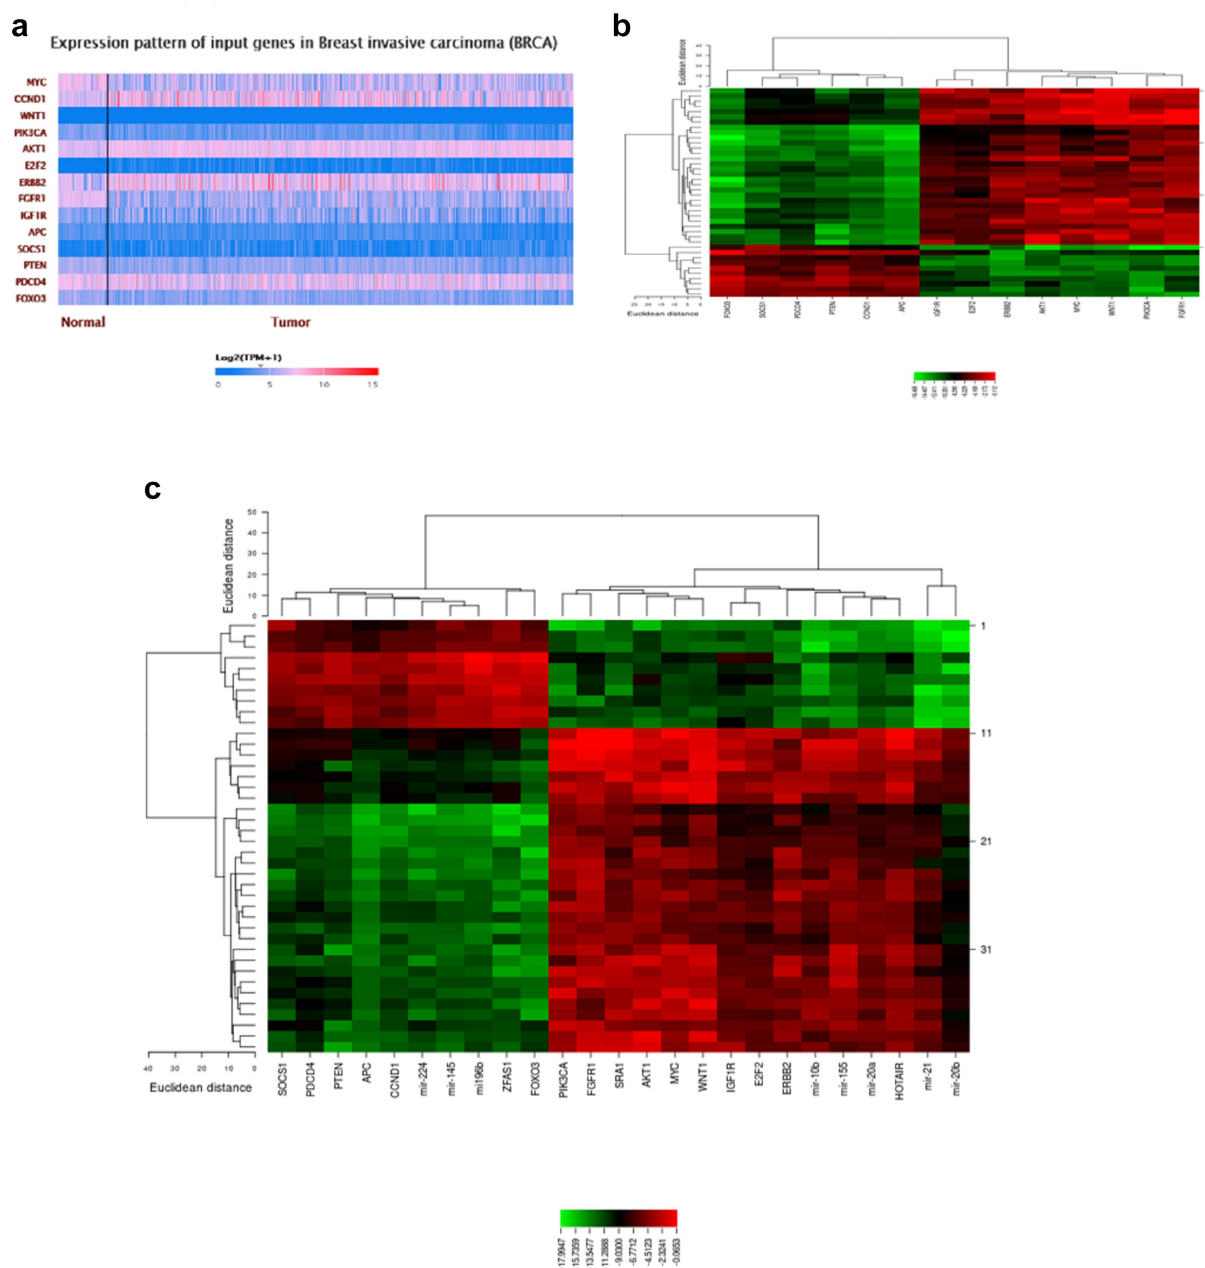 a
Expression pattern of input genes in Breast invasive carcinoma (BRCA)
MYC
CCND1
WNT1
PIK3CA
AKT1
E2F2
ERBB2
FGFR1
IGF1R
APC
SOCS1
PTEN
PDCD4
FOXO3
Normal Tumor
Log2(TPM+1)
0 5 10 15
b
Euclidean distance
Euclidean distance
FOXO3 SOCS1 PDCD4 PTEN CCND1 APC IGF1R E2F2 ERBB2 AKT1 MYC WNT1 PIK3CA FGFR1
c
Euclidean distance
50
40
30
20
10
0
1
11
21
31
40 30 20 10 0
Euclidean distance
SOCS1 PDCD4 PTEN APC CCND1 mir-224 mir-145 mi196b ZFAS1 FOXO3 PIK3CA FGFR1 SRA1 AKT1 MYC WNT1 IGF1R E2F2 ERBB2 mir-10b mir-155 mir-20a HOTAIR mir-21 mir-20b
-17.9947 -15.7359 -13.5477 -11.2888 -9.0300 -6.7712 -4.5123 -2.3241 -0.0653